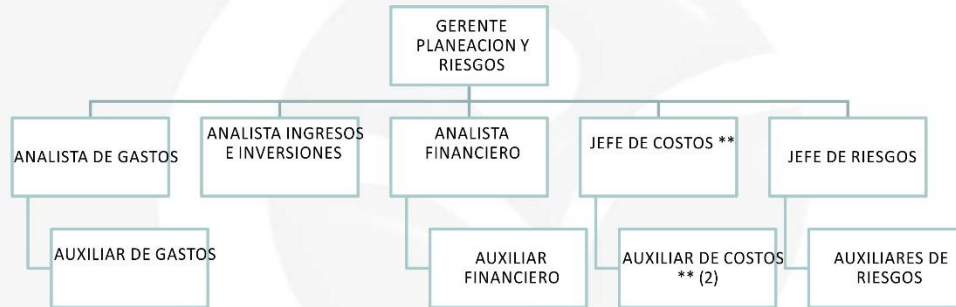 GERENTE
PLANEACION Y
RIESGOS
ANALISTA DE GASTOS
ANALISTA INGRESOS
E INVERSIONES
ANALISTA
FINANCIERO
JEFE DE COSTOS **
JEFE DE RIESGOS
AUXILIAR DE GASTOS
AUXILIAR
FINANCIERO
AUXILIAR DE COSTOS
** (2)
AUXILIARES DE
RIESGOS